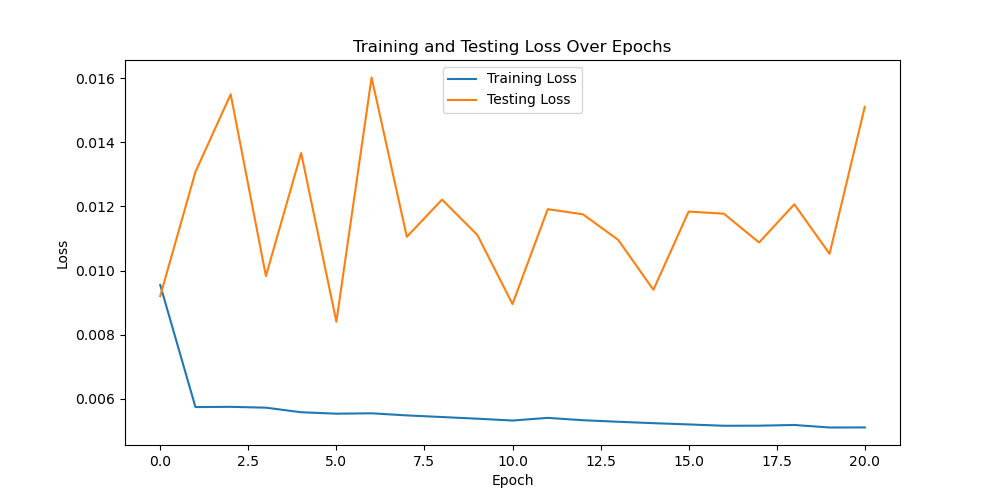 Training and Testing Loss Over Epochs
Training Loss
Testing Loss
Loss
0.016
0.014
0.012
0.010
0.008
0.006
0.0 2.5 5.0 7.5 10.0 12.5 15.0 17.5 20.0
Epoch